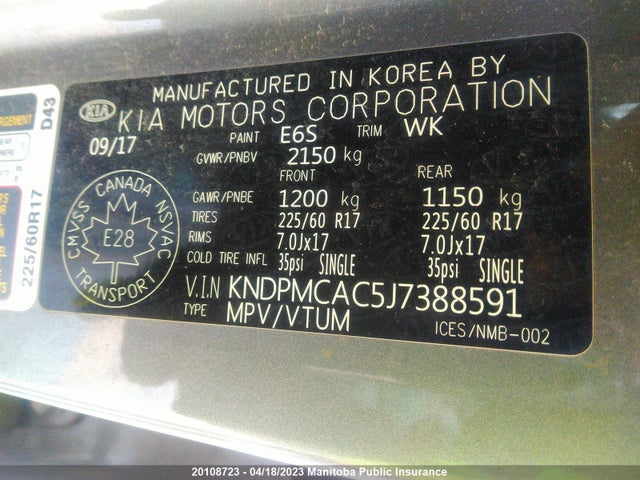 MANUFACTURED IN KOREA BY
KIA KIA MOTORS CORPORATION
09/17 PAINT E6S TRIM WK
GVWR/PNBV 2150 kg
FRONT REAR
GAWR/PNBE 1200 kg 1150 kg
TIRES 225/60 R17 225/60 R17
RIMS 7.0Jx17 7.0Jx17
COLD TIRE INFL 35psi SINGLE 35psi SINGLE
V.I.N KNDPMCAC5J7388591
TYPE MPV/VTUM ICES/NMB-002
CANADA
CMVSS NSVAC
E28
TRANSPORT
D43
225/60R17
20108723 - 04/18/2023 Manitoba Public Insurance